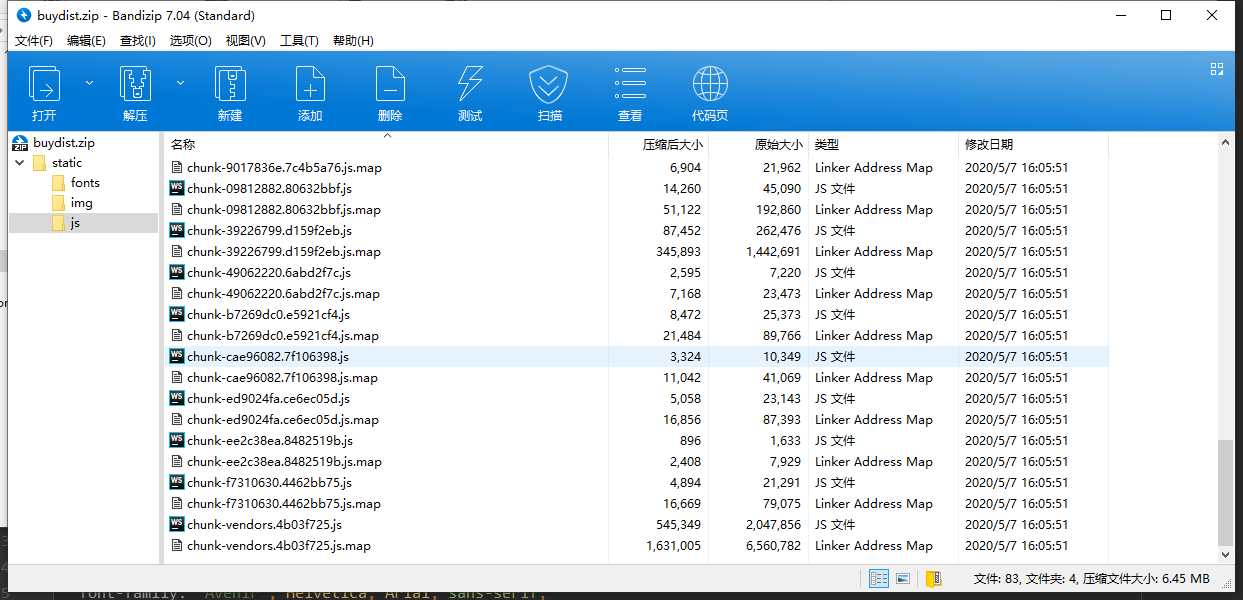 buydist.zip - Bandizip 7.04 (Standard)
文件(F) 编辑(E) 查找(I) 选项(O) 视图(V) 工具(T) 帮助(H)
打开 解压 新建 添加 删除 测试 扫描 查看 代码页
buydist.zip
static
fonts
img
js
名称 压缩后大小 原始大小 类型 修改日期
chunk-9017836e.7c4b5a76.js.map 6,904 21,962 Linker Address Map 2020/5/7 16:05:51
WS chunk-09812882.80632bbf.js 14,260 45,090 JS 文件 2020/5/7 16:05:51
chunk-09812882.80632bbf.js.map 51,122 192,860 Linker Address Map 2020/5/7 16:05:51
WS chunk-39226799.d159f2eb.js 87,452 262,476 JS 文件 2020/5/7 16:05:51
chunk-39226799.d159f2eb.js.map 345,893 1,442,691 Linker Address Map 2020/5/7 16:05:51
WS chunk-49062220.6abd2f7c.js 2,595 7,220 JS 文件 2020/5/7 16:05:51
chunk-49062220.6abd2f7c.js.map 7,168 23,473 Linker Address Map 2020/5/7 16:05:51
WS chunk-b7269dc0.e5921cf4.js 8,472 25,373 JS 文件 2020/5/7 16:05:51
chunk-b7269dc0.e5921cf4.js.map 21,484 89,766 Linker Address Map 2020/5/7 16:05:51
WS chunk-cae96082.7f106398.js 3,324 10,349 JS 文件 2020/5/7 16:05:51
chunk-cae96082.7f106398.js.map 11,042 41,069 Linker Address Map 2020/5/7 16:05:51
WS chunk-ed9024fa.ce6ec05d.js 5,058 23,143 JS 文件 2020/5/7 16:05:51
chunk-ed9024fa.ce6ec05d.js.map 16,856 87,393 Linker Address Map 2020/5/7 16:05:51
WS chunk-ee2c38ea.8482519b.js 896 1,633 JS 文件 2020/5/7 16:05:51
chunk-ee2c38ea.8482519b.js.map 2,408 7,929 Linker Address Map 2020/5/7 16:05:51
WS chunk-f7310630.4462bb75.js 4,894 21,291 JS 文件 2020/5/7 16:05:51
chunk-f7310630.4462bb75.js.map 16,669 79,075 Linker Address Map 2020/5/7 16:05:51
WS chunk-vendors.4b03f725.js 545,349 2,047,856 JS 文件 2020/5/7 16:05:51
chunk-vendors.4b03f725.js.map 1,631,005 6,560,782 Linker Address Map 2020/5/7 16:05:51
文件: 83, 文件夹: 4, 压缩文件大小: 6.45 MB
font-family: 'Avenir', Helvetica, Arial, sans-serif;